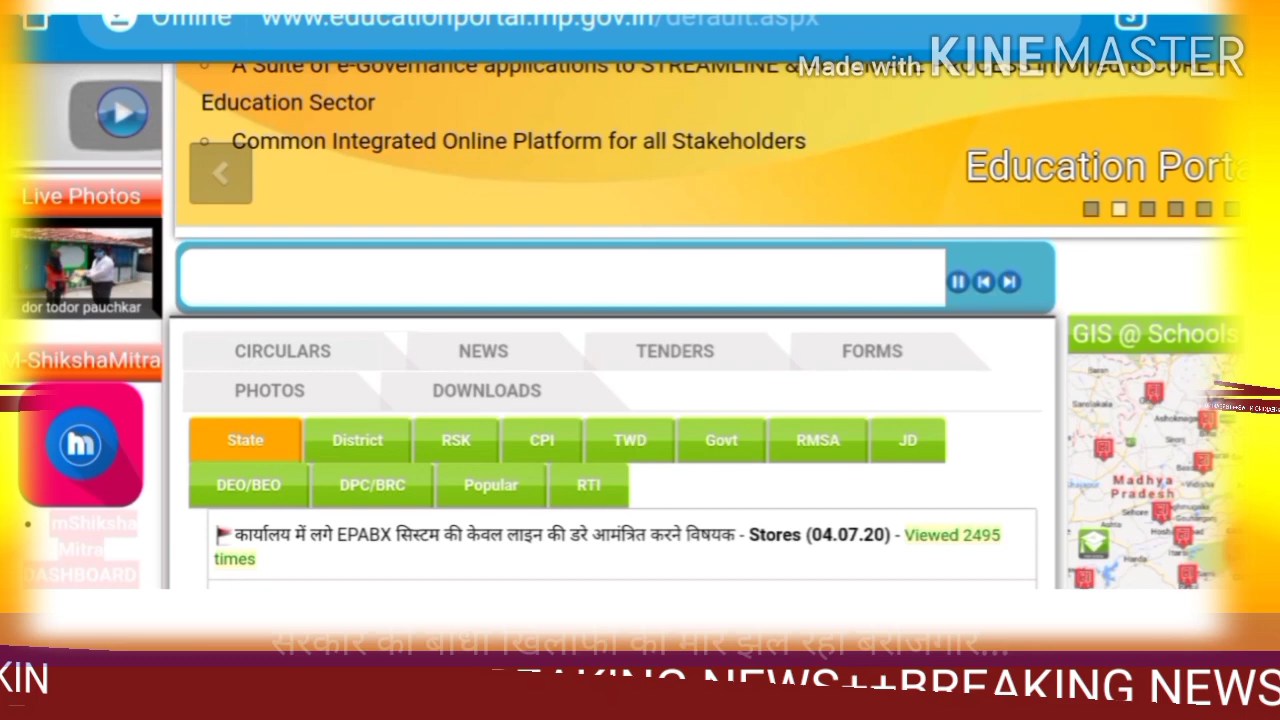 Offline www.educationportal.mp.gov.in/default.aspx
Made with KINEMASTER
A Suite of e-Governance applications to STREAMLINE &
Education Sector
Common Integrated Online Platform for all Stakeholders
Education Porta
Live Photos
dor todor pauchkar
M-ShikshaMitra
mShiksha
Mitra
DASHBOARD
CIRCULARS NEWS TENDERS FORMS
PHOTOS DOWNLOADS
State District RSK CPI TWD Govt RMSA JD
DEO/BEO DPC/BRC Popular RTI
कार्यालय में लगे EPABX सिस्टम की केवल लाइन की डरे आमंत्रित करने विषयक - Stores (04.07.20) - Viewed 2495
times
GIS @ Schools
Madhya
Pradesh
KIN
BREAKING NEWS++BREAKING NEWS